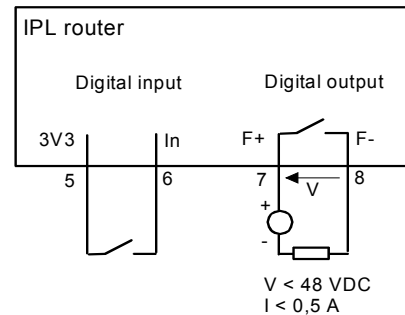 IPL router
Digital input
Digital output
3V3
In
F+
F-
5
6
7
V
8
+
-
V < 48 VDC
I < 0,5 A